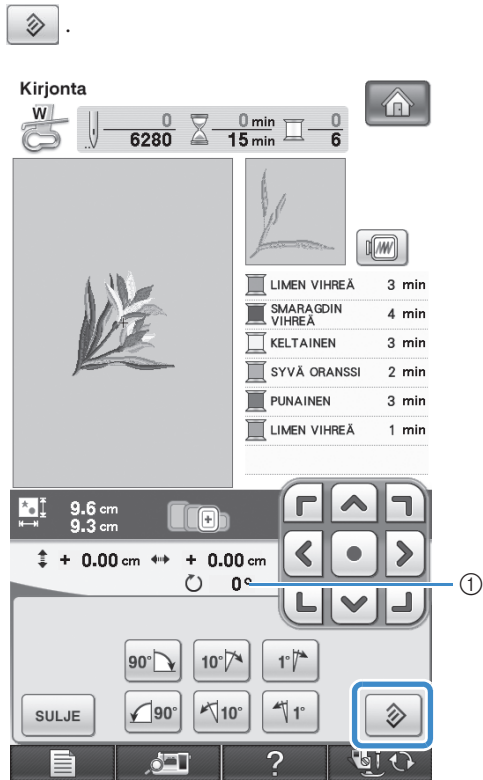 .
Kirjonta
W
0 0 min 0
6280 15 min 6
LIMEN VIHREÄ 3 min
SMARAGDIN
VIHREÄ 4 min
KELTAINEN 3 min
SYVÄ ORANSSI 2 min
PUNAINEN 3 min
LIMEN VIHREÄ 1 min
9.6 cm
9.3 cm
+ 0.00 cm + 0.00 cm
0°
①
90° 10° 1°
SULJE 90° 10° 1°
?